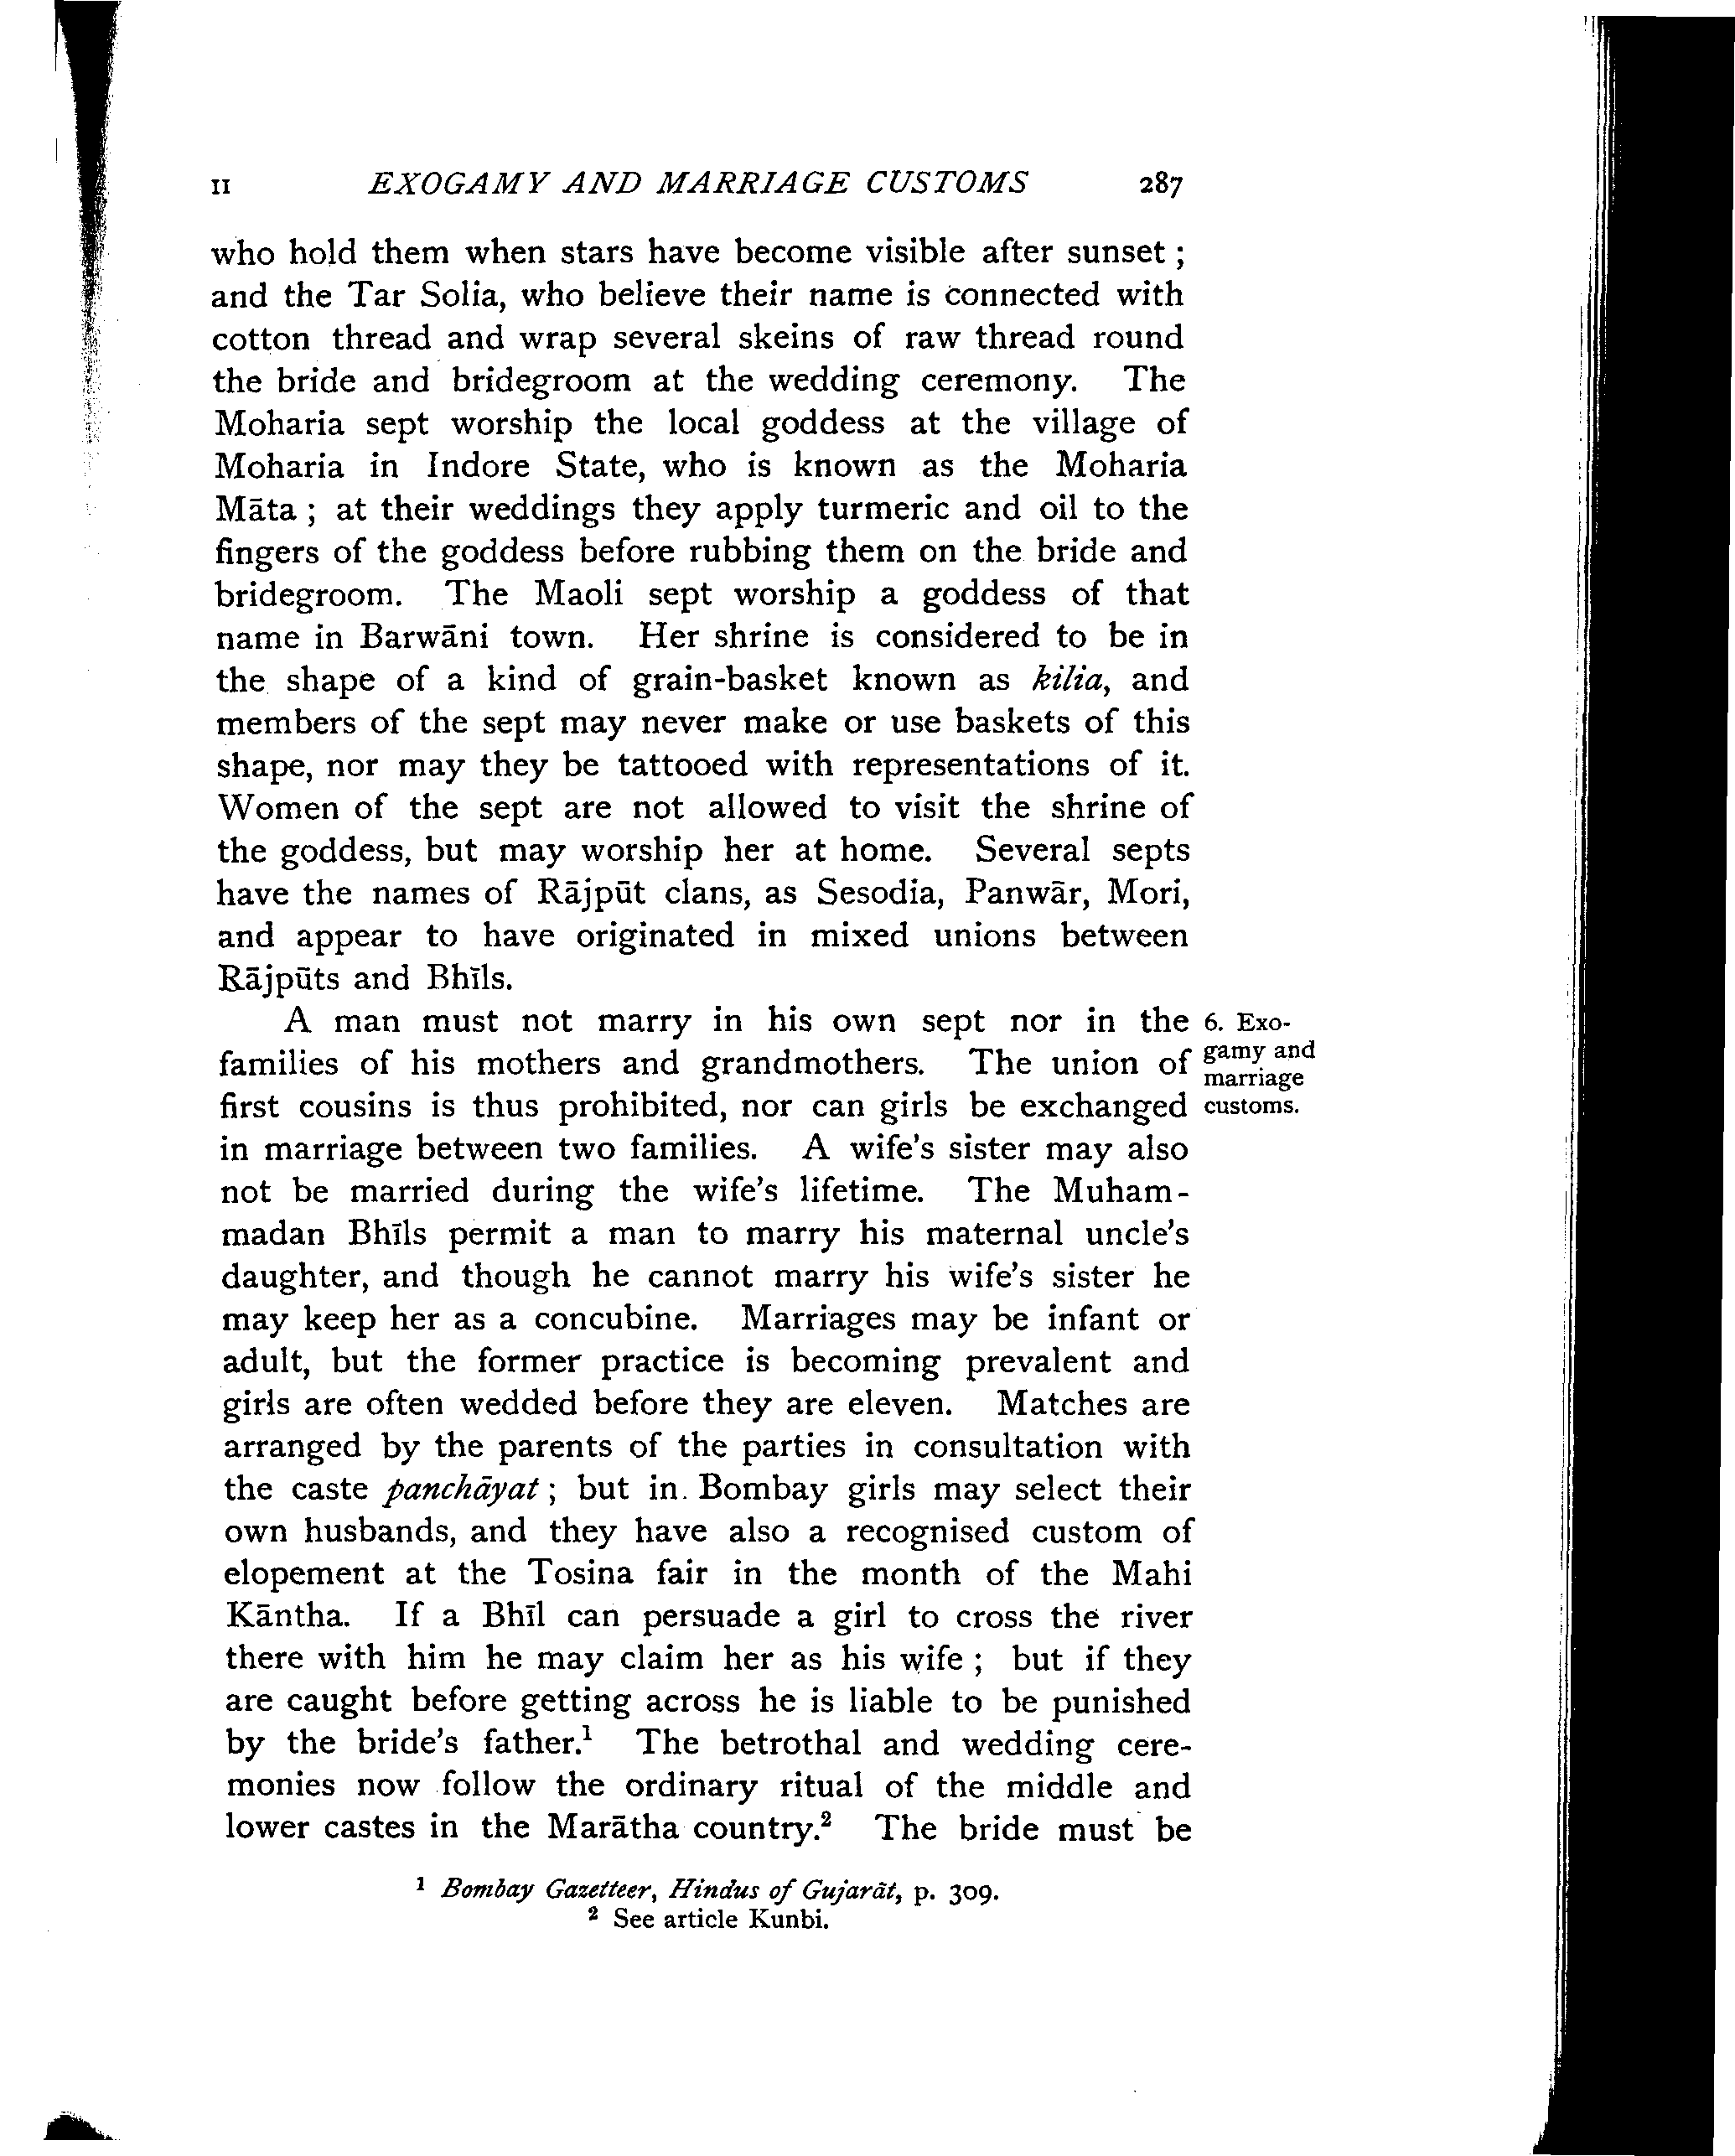 II EXOGAMY AND MARRIAGE CUSTOMS 287
who hold them when stars have become visible after sunset ;
and the Tar Solia, who believe their name is connected with
cotton thread and wrap several skeins of raw thread round
the bride and bridegroom at the wedding ceremony. The
Moharia sept worship the local goddess at the village of
Moharia in Indore State, who is known as the Moharia
Māta ; at their weddings they apply turmeric and oil to the
fingers of the goddess before rubbing them on the bride and
bridegroom. The Maoli sept worship a goddess of that
name in Barwāni town. Her shrine is considered to be in
the shape of a kind of grain-basket known as kilia, and
members of the sept may never make or use baskets of this
shape, nor may they be tattooed with representations of it.
Women of the sept are not allowed to visit the shrine of
the goddess, but may worship her at home. Several septs
have the names of Rājpūt clans, as Sesodia, Panwār, Mori,
and appear to have originated in mixed unions between
Rājpūts and Bhīls.
A man must not marry in his own sept nor in the
families of his mothers and grandmothers. The union of
first cousins is thus prohibited, nor can girls be exchanged
in marriage between two families. A wife's sister may also
not be married during the wife's lifetime. The Muham-
madan Bhīls permit a man to marry his maternal uncle's
daughter, and though he cannot marry his wife's sister he
may keep her as a concubine. Marriages may be infant or
adult, but the former practice is becoming prevalent and
girls are often wedded before they are eleven. Matches are
arranged by the parents of the parties in consultation with
the caste panchāyat ; but in Bombay girls may select their
own husbands, and they have also a recognised custom of
elopement at the Tosina fair in the month of the Mahi
Kāntha. If a Bhīl can persuade a girl to cross the river
there with him he may claim her as his wife ; but if they
are caught before getting across he is liable to be punished
by the bride's father.¹ The betrothal and wedding cere-
monies now follow the ordinary ritual of the middle and
lower castes in the Marātha country.² The bride must be
6. Exo-
gamy and
marriage
customs.
¹ Bombay Gazetteer, Hindus of Gujarāt, p. 309.
² See article Kunbi.